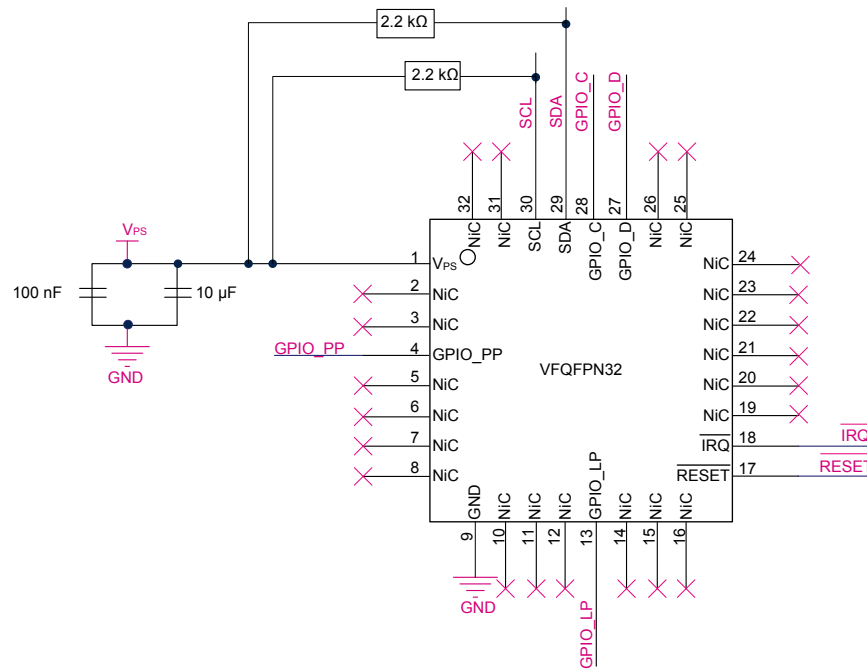 2.2 kΩ
2.2 kΩ
SCL
SDA
GPIO_C
GPIO_D
32
31
30
29
28
27
26
25
NiC
NiC
SCL
SDA
GPIO_C
GPIO_D
NiC
NiC
VPS
100 nF
10 µF
GND
1
VPS
2
NiC
3
NiC
GPIO_PP
4
GPIO_PP
5
NiC
6
NiC
7
NiC
8
NiC
VFQFPN32
NiC
24
NiC
23
NiC
22
NiC
21
NiC
20
NiC
19
IRQ
18
IRQ
RESET
17
RESET
GND
NiC
NiC
NiC
GPIO_LP
NiC
NiC
NiC
9
10
11
12
13
14
15
16
GND
GPIO_LP